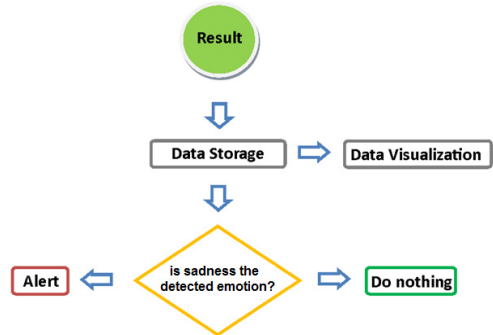 Result
Data Storage
Data Visualization
is sadness the
detected emotion?
Alert
Do nothing